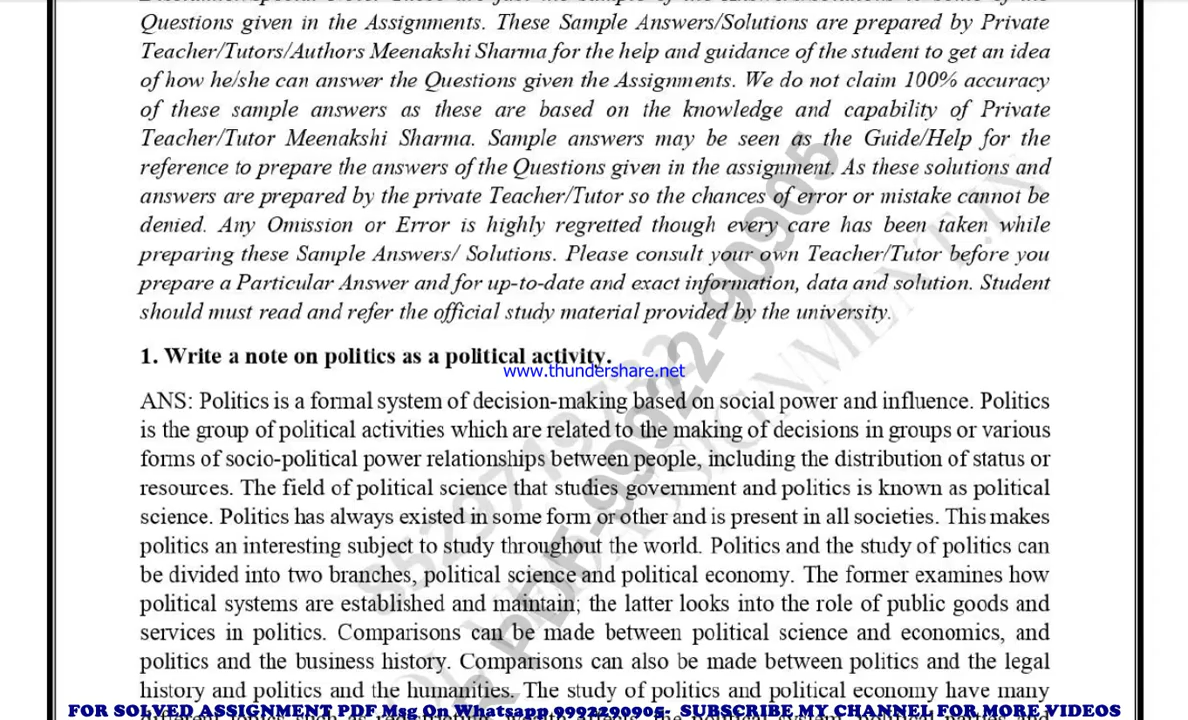 Questions given in the Assignments. These Sample Answers/Solutions are prepared by Private
Teacher/Tutors/Authors Meenakshi Sharma for the help and guidance of the student to get an idea
of how he/she can answer the Questions given the Assignments. We do not claim 100% accuracy
of these sample answers as these are based on the knowledge and capability of Private
Teacher/Tutor Meenakshi Sharma. Sample answers may be seen as the Guide/Help for the
reference to prepare the answers of the Questions given in the assignment. As these solutions and
answers are prepared by the private Teacher/Tutor so the chances of error or mistake cannot be
denied. Any Omission or Error is highly regretted though every care has been taken while
preparing these Sample Answers/ Solutions. Please consult your own Teacher/Tutor before you
prepare a Particular Answer and for up-to-date and exact information, data and solution. Student
should must read and refer the official study material provided by the university.
1. Write a note on politics as a political activity.
www.thundershare.net
ANS: Politics is a formal system of decision-making based on social power and influence. Politics
is the group of political activities which are related to the making of decisions in groups or various
forms of socio-political power relationships between people, including the distribution of status or
resources. The field of political science that studies government and politics is known as political
science. Politics has always existed in some form or other and is present in all societies. This makes
politics an interesting subject to study throughout the world. Politics and the study of politics can
be divided into two branches, political science and political economy. The former examines how
political systems are established and maintain; the latter looks into the role of public goods and
services in politics. Comparisons can be made between political science and economics, and
politics and the business history. Comparisons can also be made between politics and the legal
history and politics and the humanities. The study of politics and political economy have many
FOR SOLVED ASSIGNMENT PDF Msg On Whatsapp 9992290905- SUBSCRIBE MY CHANNEL FOR MORE VIDEOS